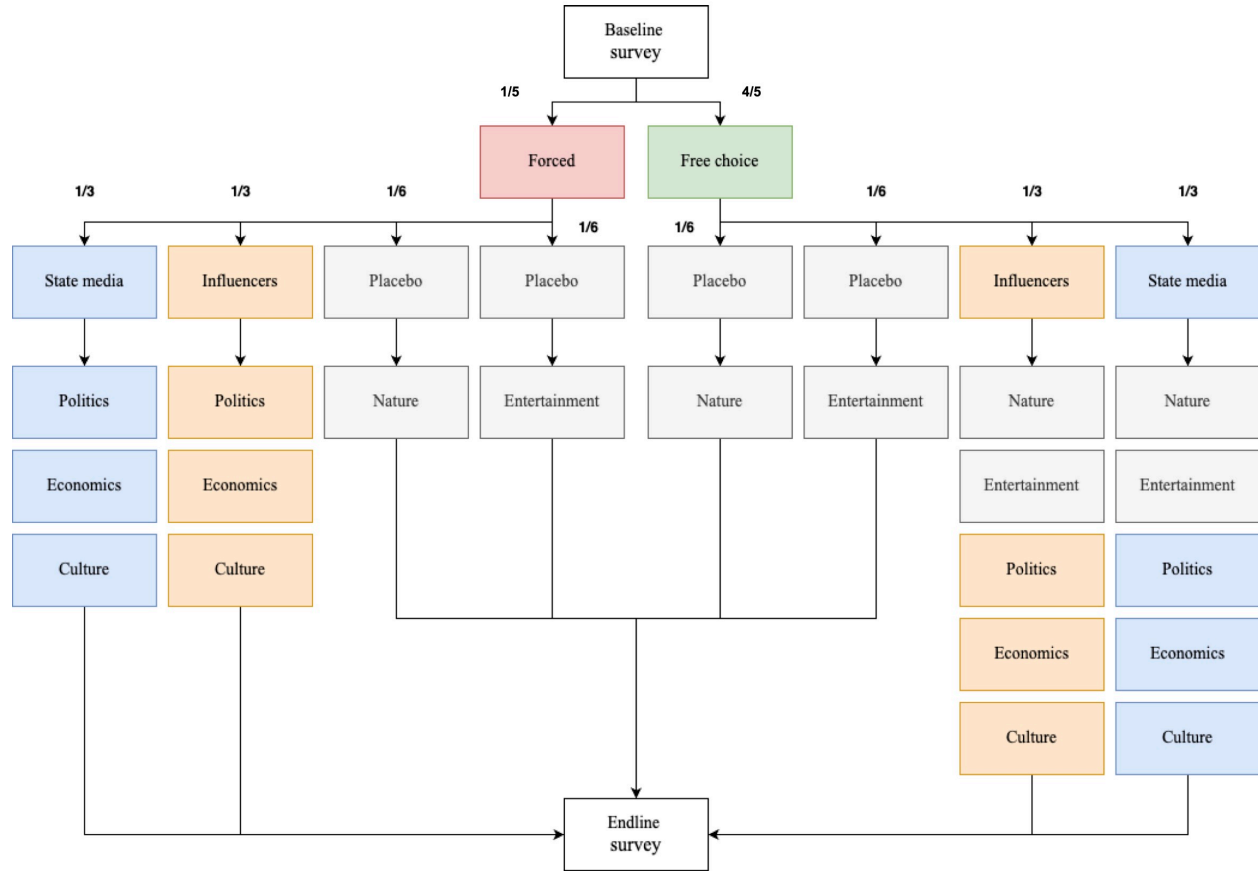 Baseline
survey
1/5
4/5
Forced
Free choice
1/3
1/3
1/6
1/6
1/3
1/3
1/6
1/6
State media
Influencers
Placebo
Placebo
Placebo
Placebo
Influencers
State media
Politics
Politics
Nature
Entertainment
Nature
Entertainment
Nature
Nature
Economics
Economics
Entertainment
Entertainment
Culture
Culture
Politics
Politics
Economics
Economics
Culture
Culture
Endline
survey